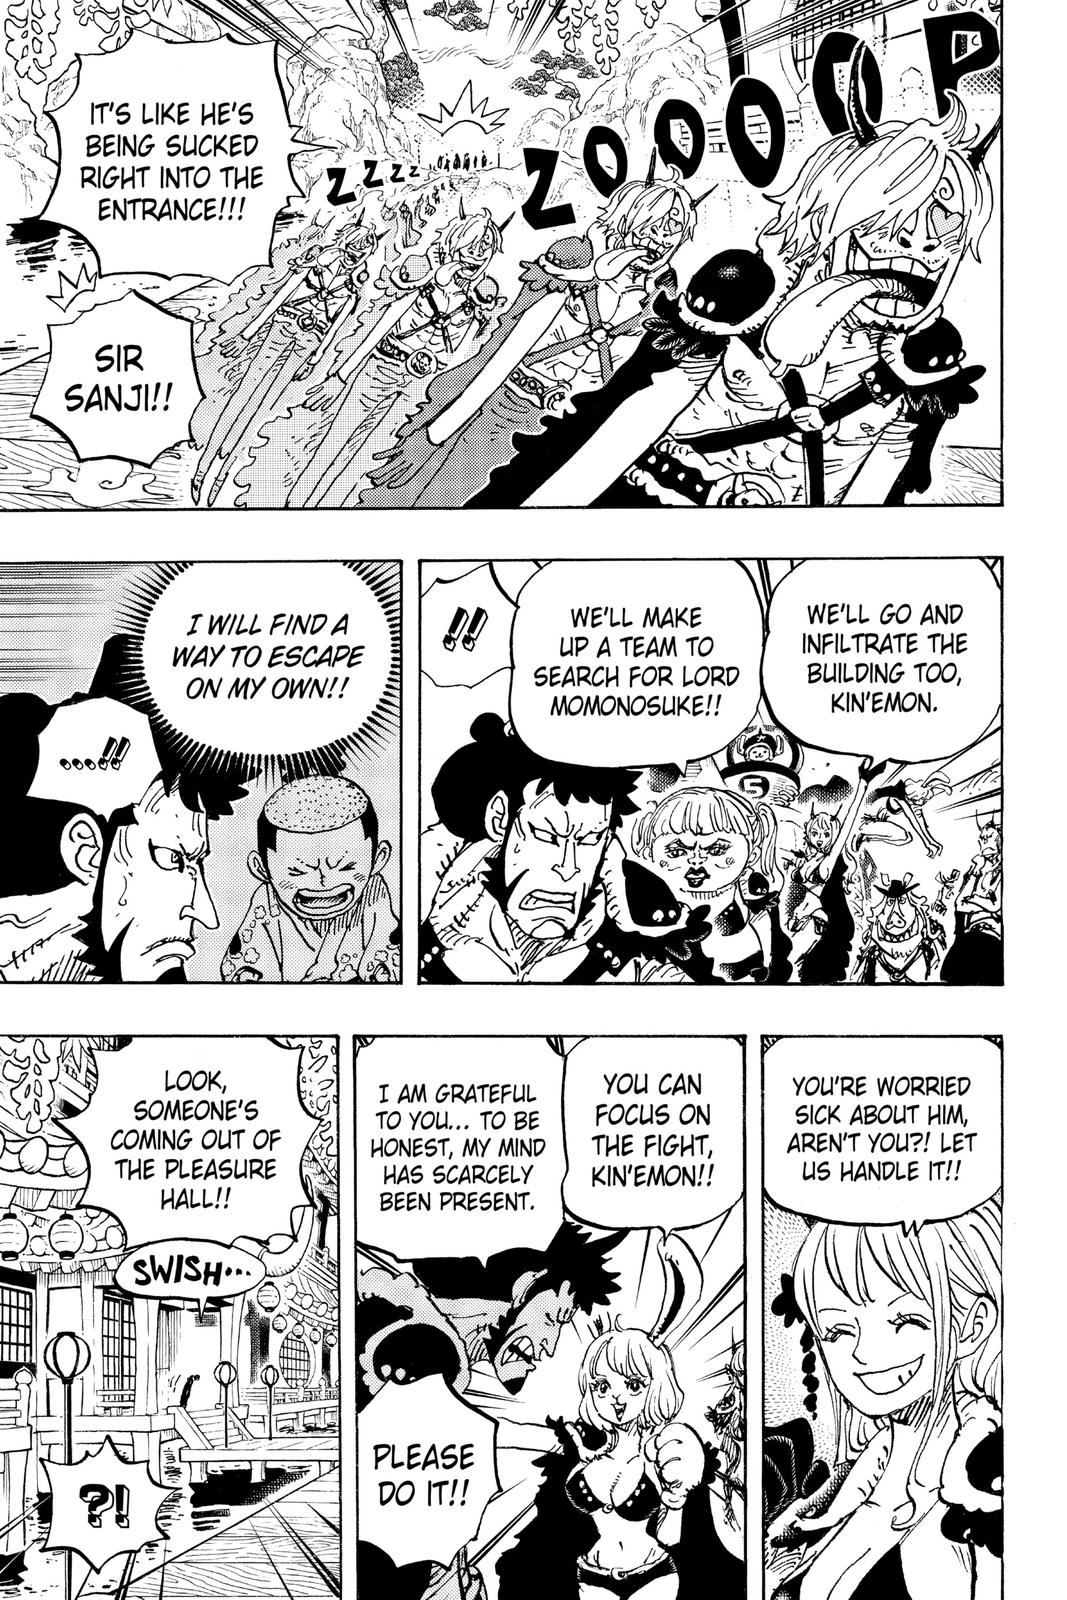 ZOOOOP
ZZZZ
IT'S LIKE HE'S
BEING SUCKED
RIGHT INTO THE
ENTRANCE!!!
SIR
SANJI!!
WE'LL GO AND
INFILTRATE THE
BUILDING TOO,
KIN'EMON.
WE'LL MAKE
UP A TEAM TO
SEARCH FOR LORD
MOMONOSUKE!!
!!
5
I WILL FIND A
WAY TO ESCAPE
ON MY OWN!!
...!!
YOU'RE WORRIED
SICK ABOUT HIM,
AREN'T YOU?! LET
US HANDLE IT!!
YOU CAN
FOCUS ON
THE FIGHT,
KIN'EMON!!
I AM GRATEFUL
TO YOU... TO BE
HONEST, MY MIND
HAS SCARCELY
BEEN PRESENT.
PLEASE
DO IT!!
LOOK,
SOMEONE'S
COMING OUT OF
THE PLEASURE
HALL!!
SWISH...
?!